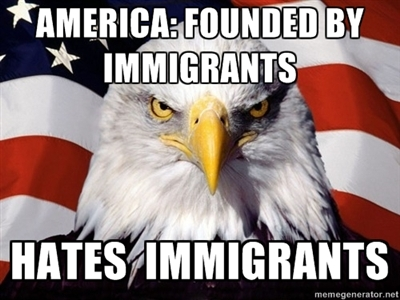 AMERICA: FOUNDED BY
IMMIGRANTS
HATES IMMIGRANTS
memegenerator.net